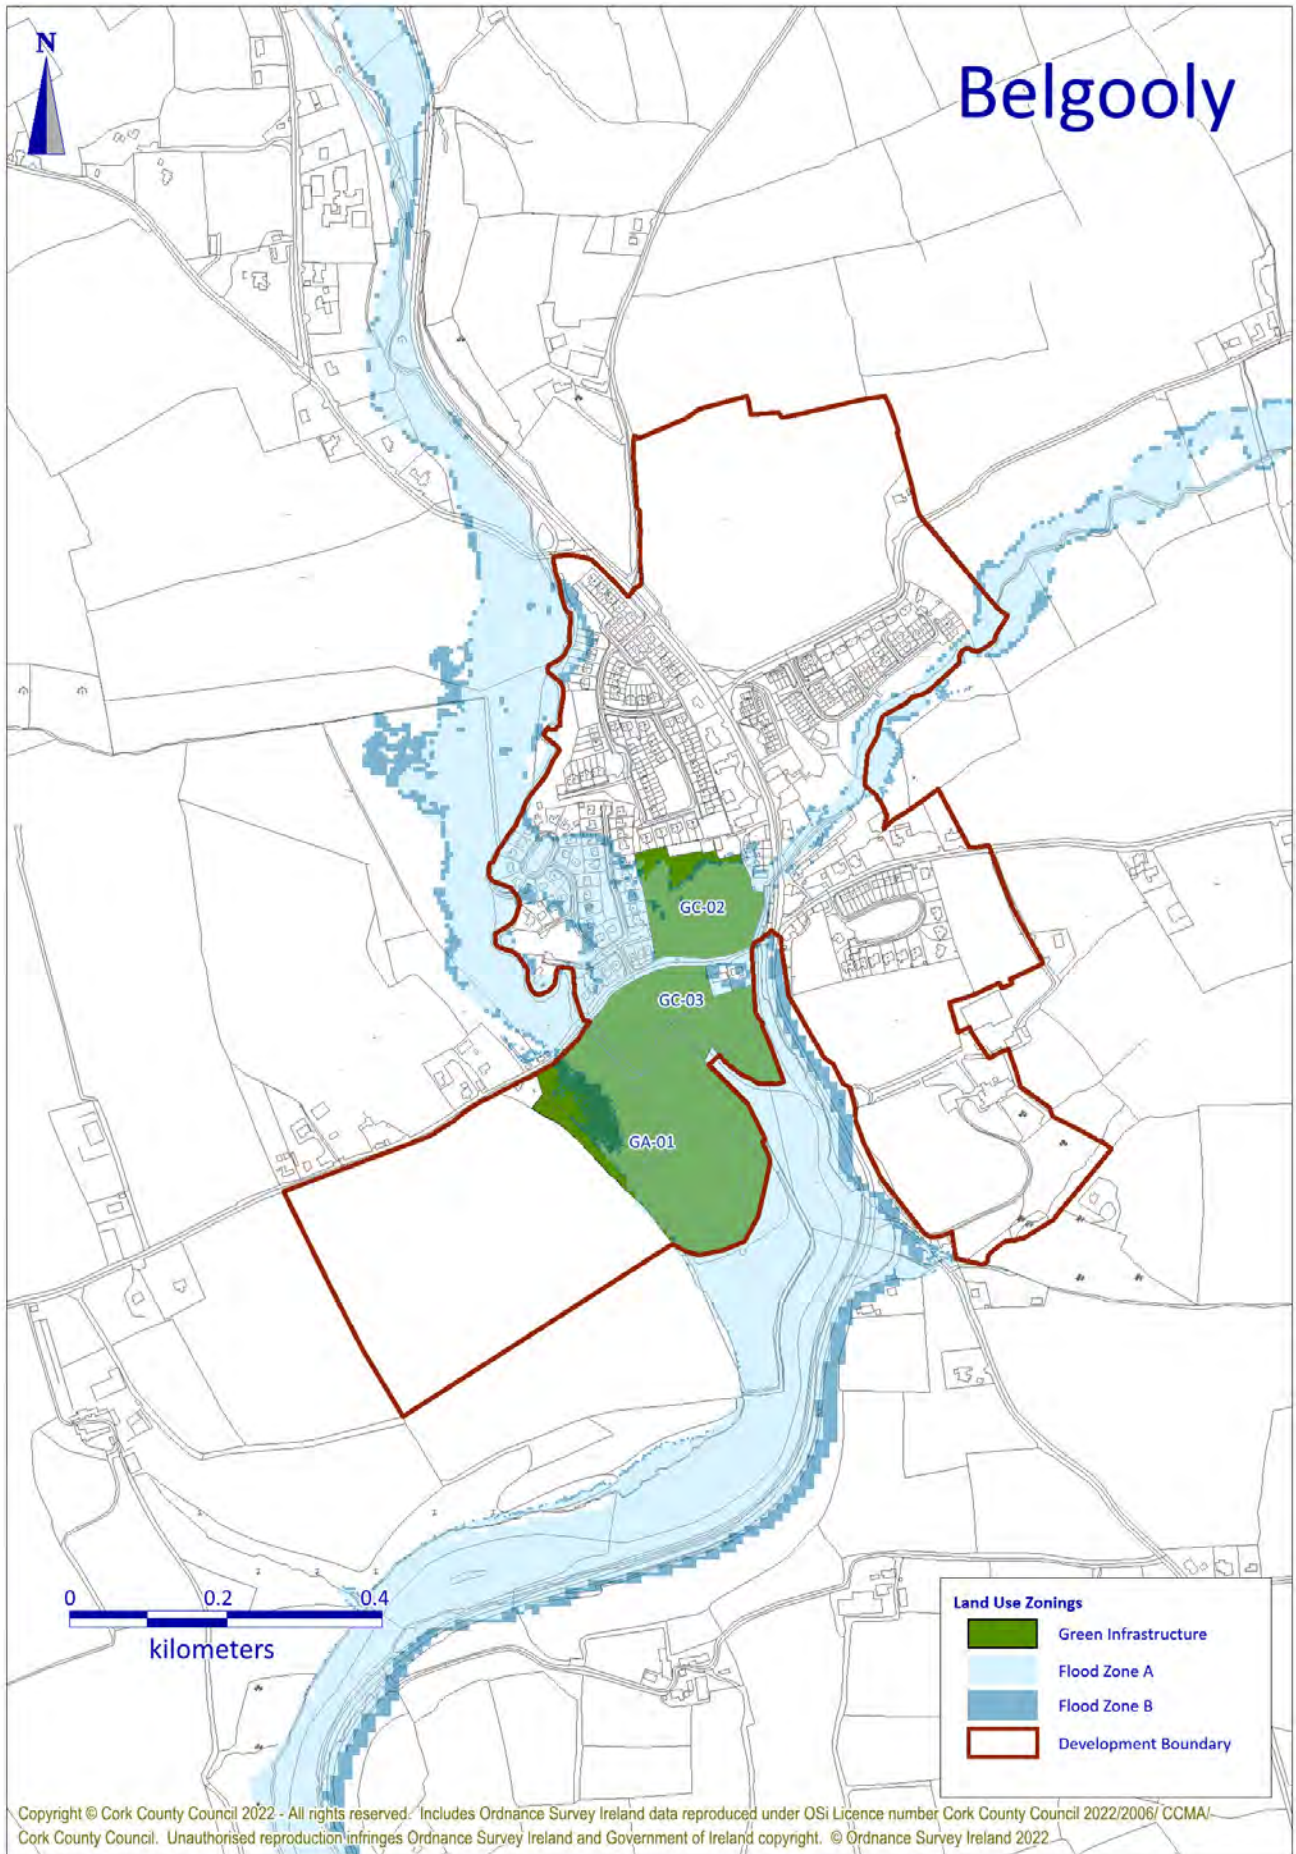 N
Belgooly
GC-02
GC-03
GA-01
0 0.2 0.4
kilometers
Land Use Zonings
Green Infrastructure
Flood Zone A
Flood Zone B
Development Boundary
Copyright © Cork County Council 2022 - All rights reserved. Includes Ordnance Survey Ireland data reproduced under OSi Licence number Cork County Council 2022/2006/ CCMA/
Cork County Council. Unauthorised reproduction infringes Ordnance Survey Ireland and Government of Ireland copyright. © Ordnance Survey Ireland 2022